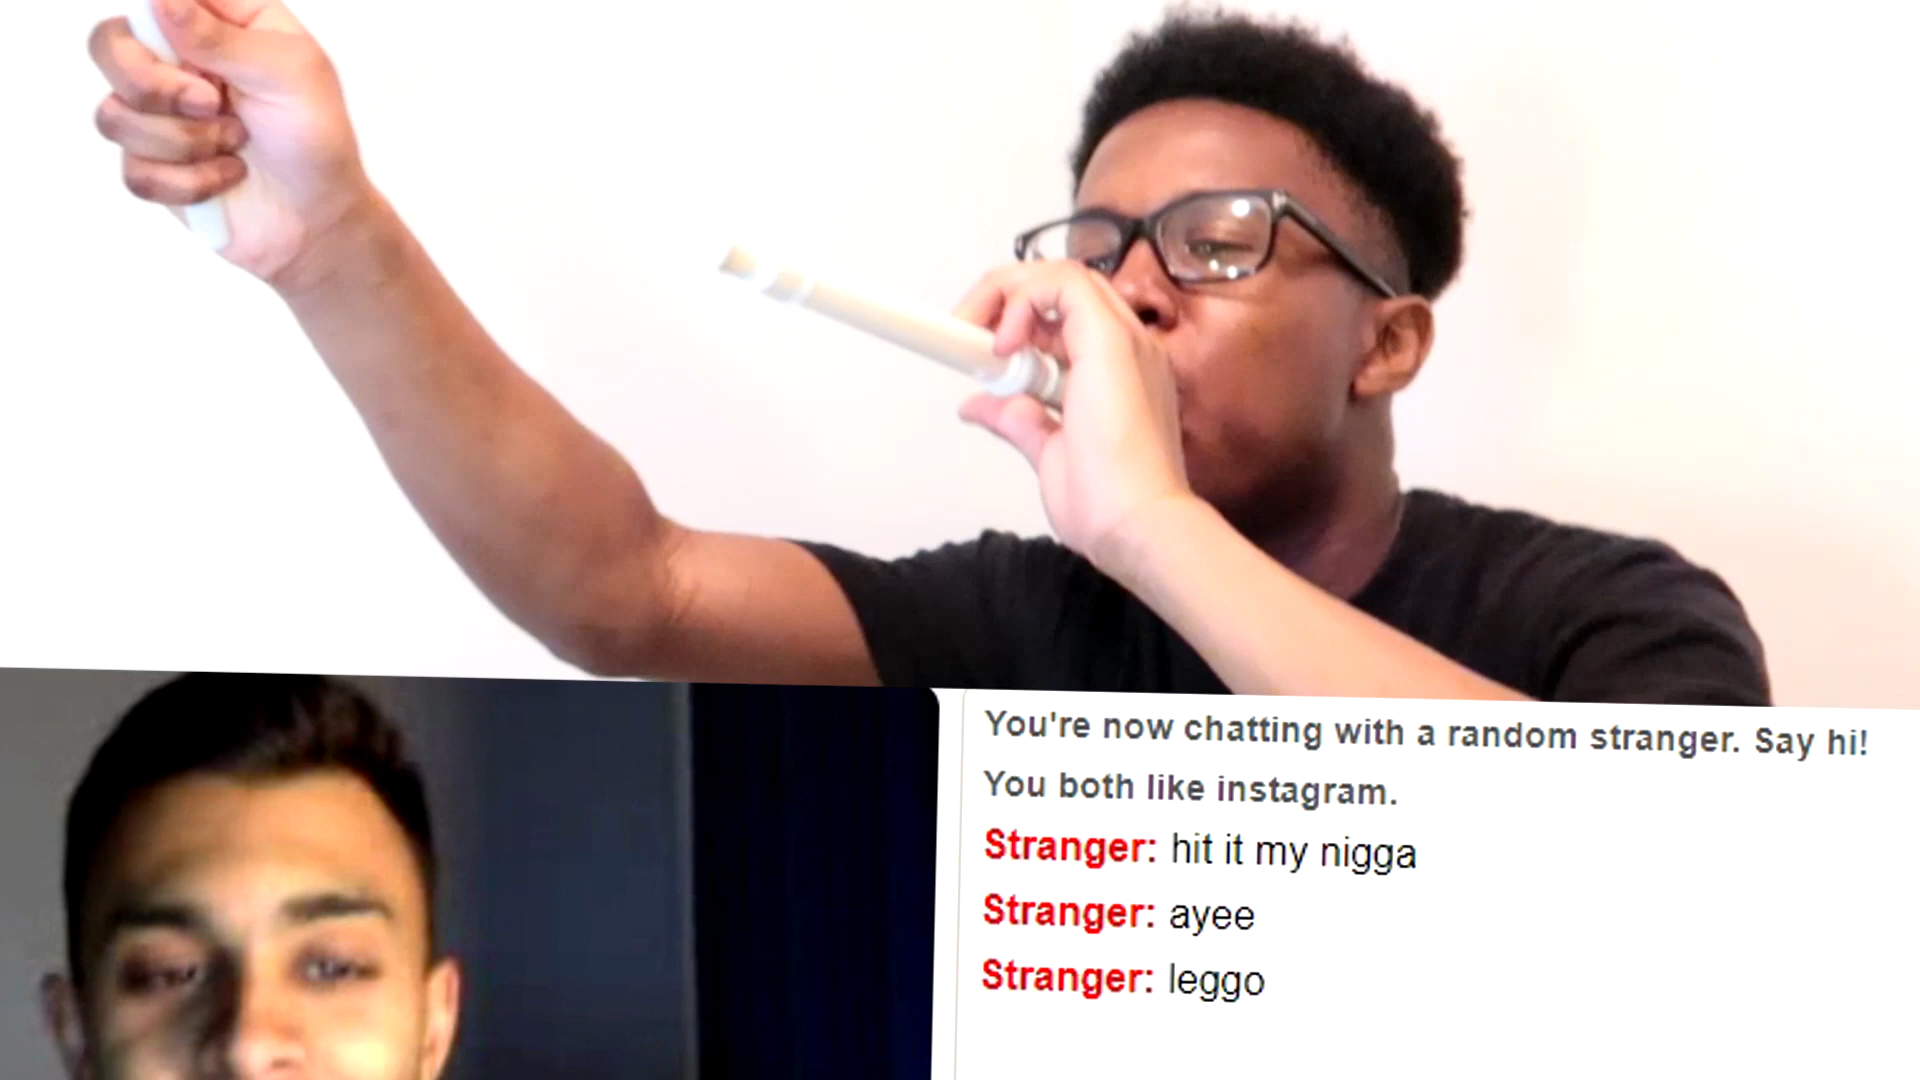 You're now chatting with a random stranger. Say hi!
You both like instagram.
Stranger: hit it my nigga
Stranger: ayee
Stranger: leggo